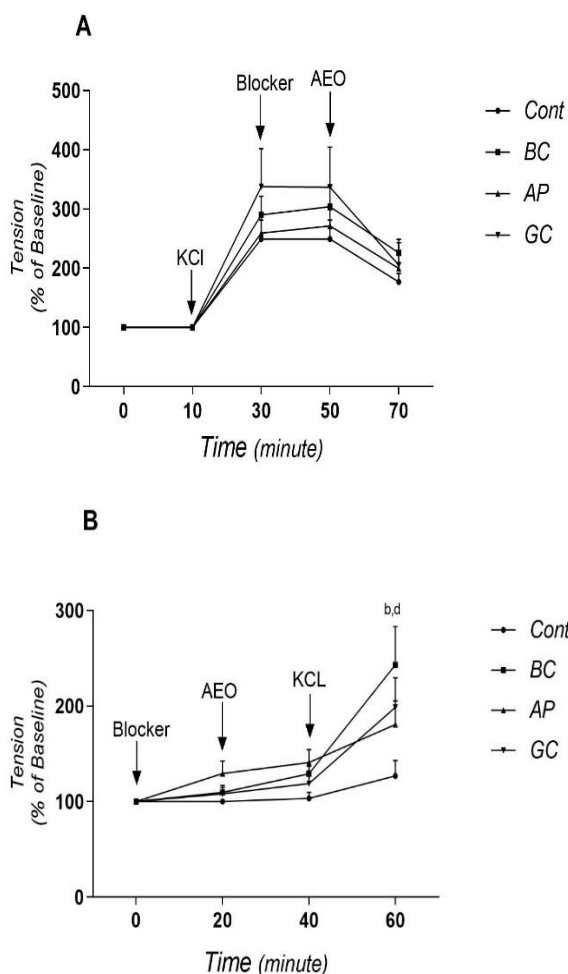 A
500
400
300
200
100
0
Tension
(% of Baseline)
KCl
Blocker
AEO
0 10 30 50 70
Time (minute)
Cont
BC
AP
GC
B
300
200
100
0
Tension
(% of Baseline)
Blocker
AEO
KCL
b,d
0 20 40 60
Time (minute)
Cont
BC
AP
GC